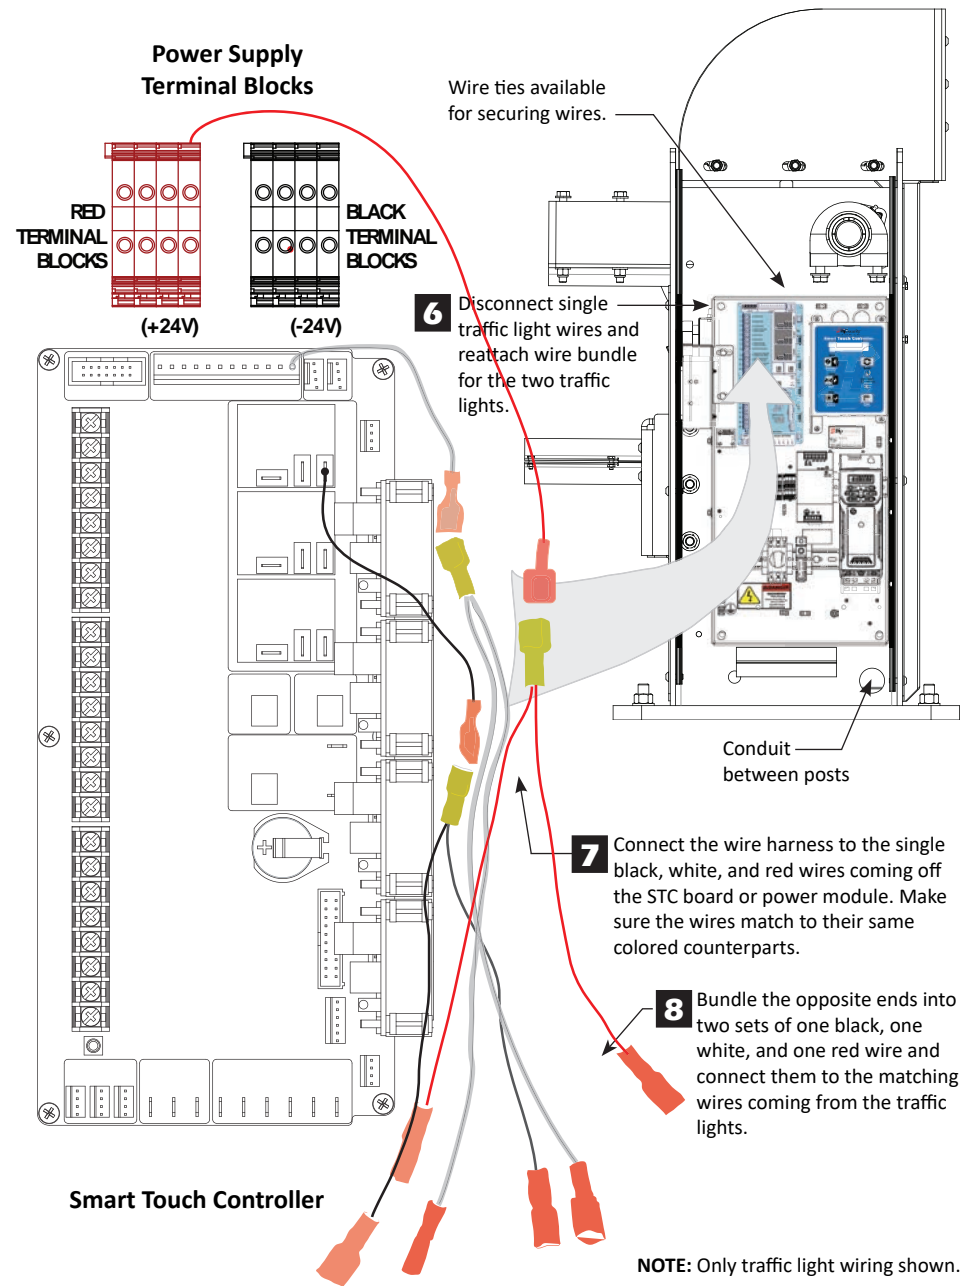 Power Supply
Terminal Blocks
Wire ties available
for securing wires.
RED
TERMINAL
BLOCKS
BLACK
TERMINAL
BLOCKS
(+24V)
(-24V)
6 Disconnect single
traffic light wires and
reattach wire bundle
for the two traffic
lights.
Smart Touch Controller
Conduit
between posts
7 Connect the wire harness to the single
black, white, and red wires coming off
the STC board or power module. Make
sure the wires match to their same
colored counterparts.
8 Bundle the opposite ends into
two sets of one black, one
white, and one red wire and
connect them to the matching
wires coming from the traffic
lights.
Smart Touch Controller
NOTE: Only traffic light wiring shown.